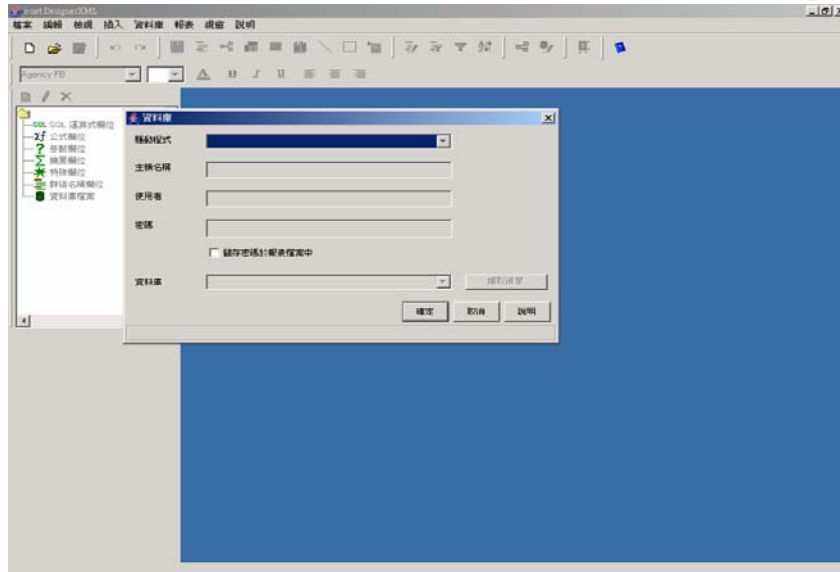 檔案 編輯 檢視 插入 資料庫 報表 視窗 說明
Agency FB
B I U
SQL SQL 運算式欄位
Σf 公式欄位
? 參數欄位
Σ 摘要欄位
特殊欄位
群組名稱欄位
資料庫檔案
資料庫
驅動程式
主機名稱
使用者
密碼
儲存密碼於報表檔案中
資料庫
確定 取消 說明